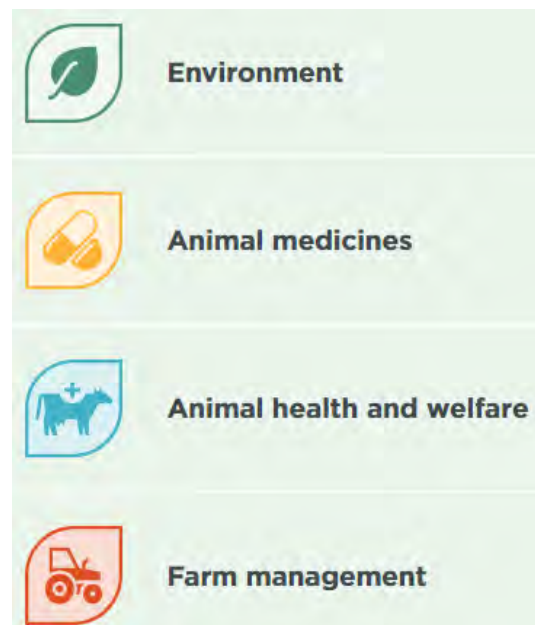 Environment
Animal medicines
Animal health and welfare
Farm management